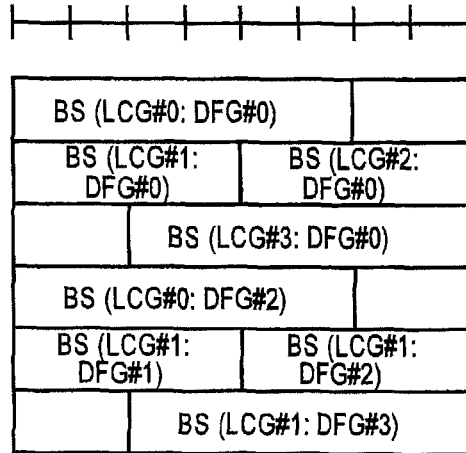 BS (LCG#0: DFG#0)
BS (LCG#1:
DFG#0)
BS (LCG#2:
DFG#0)
BS (LCG#3: DFG#0)
BS (LCG#0: DFG#2)
BS (LCG#1:
DFG#1)
BS (LCG#1:
DFG#2)
BS (LCG#1: DFG#3)